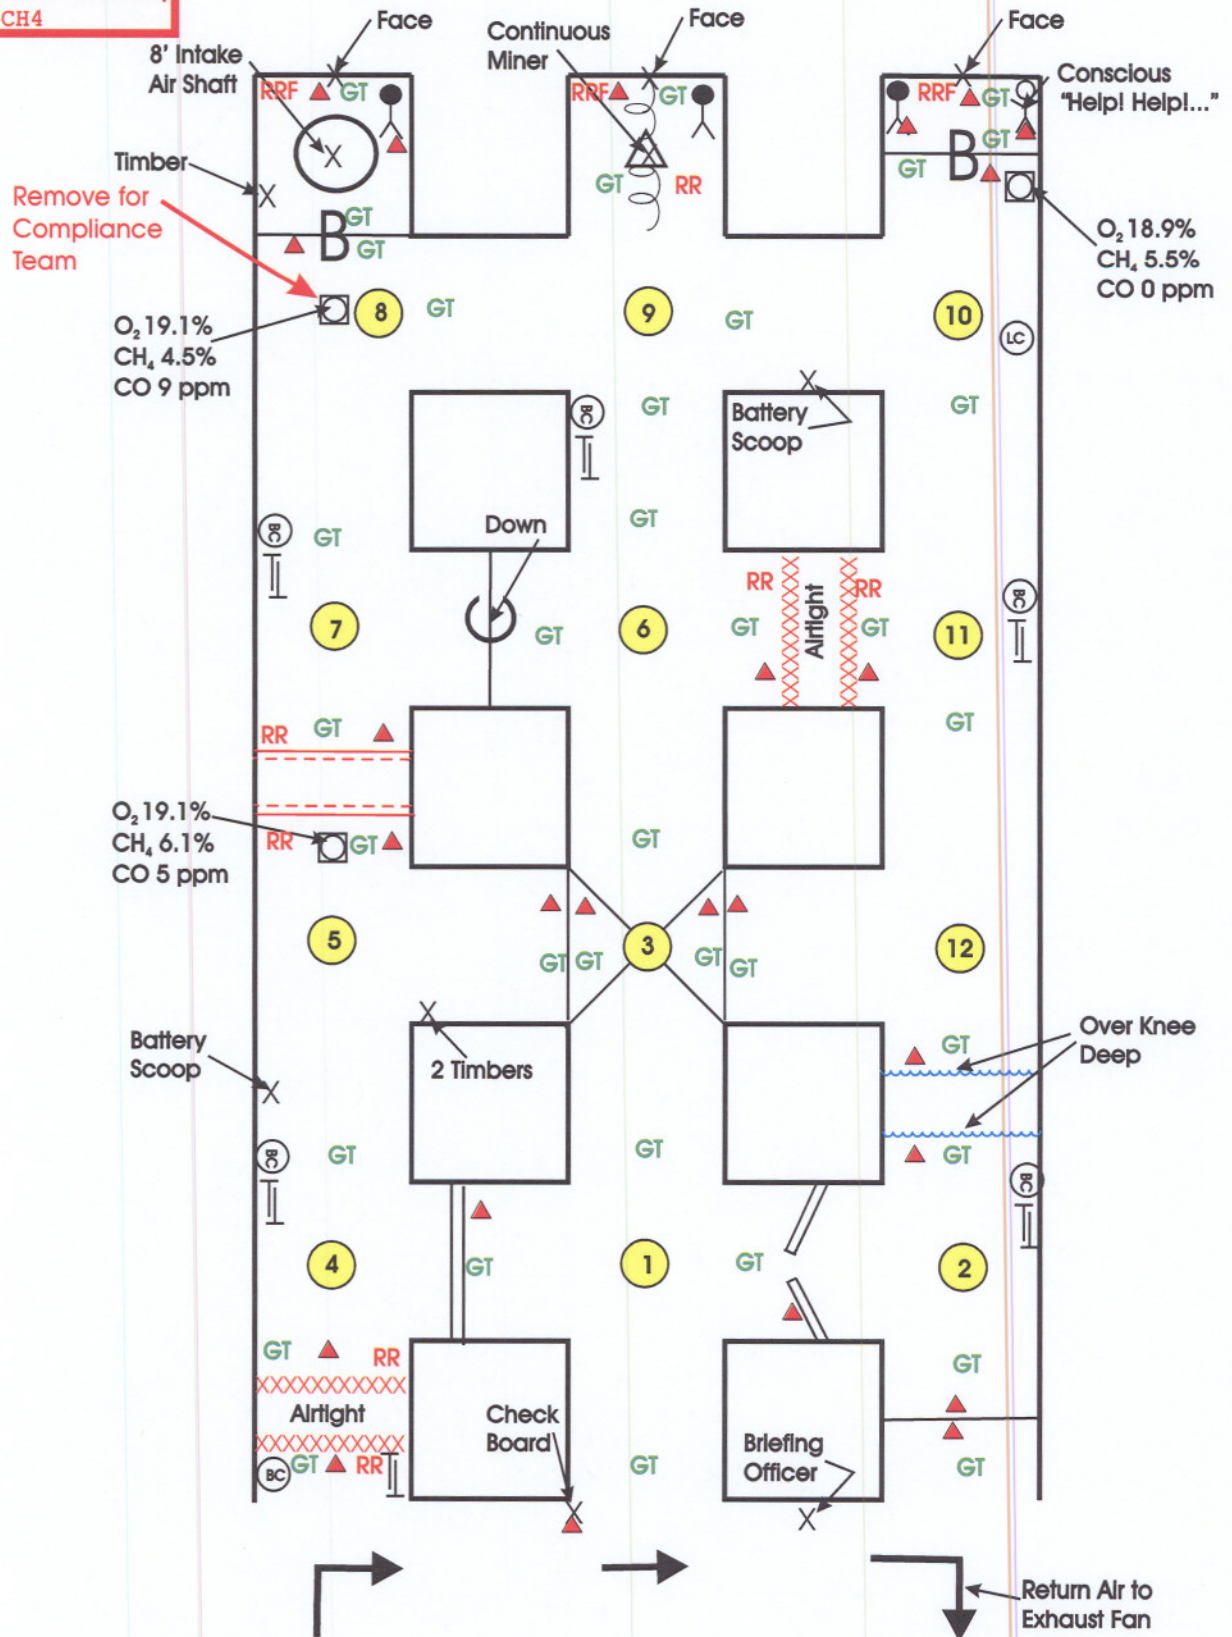 CH4
Face
Face
Face
Continuous
Miner
8' Intake
Air Shaft
Conscious
"Help! Help!..."
RRF GT
RRF GT
RRF GT
Timber
GT
GT
B
GT RR
GT B
Remove for
Compliance
Team
GT
B GT
O₂ 18.9%
CH₄ 5.5%
CO 0 ppm
8 GT 9 GT 10
LC
O₂ 19.1%
CH₄ 4.5%
CO 9 ppm
BC GT GT
Battery
Scoop
BC GT
Down
GT
RR RR
Airtight
BC
7 GT 6 GT GT 11
RR GT
GT
O₂ 19.1%
CH₄ 6.1%
CO 5 ppm
RR GT
GT
5 3 12
GT GT GT GT
Battery
Scoop
2 Timbers
GT
Over Knee
Deep
BC GT
GT
GT
BC
4 GT 1 GT 2
GT RR
GT
Airtight
Check
Board
Briefing
Officer
BC GT RR
GT
GT
Return Air to
Exhaust Fan